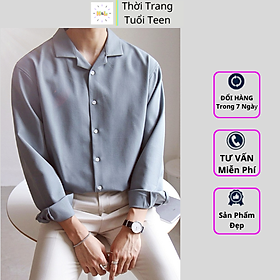 Thời Trang
Tuổi Teen
ĐỔI HÀNG
Trong 7 Ngày
TƯ VẤN
Miễn Phí
Sản Phẩm
Đẹp